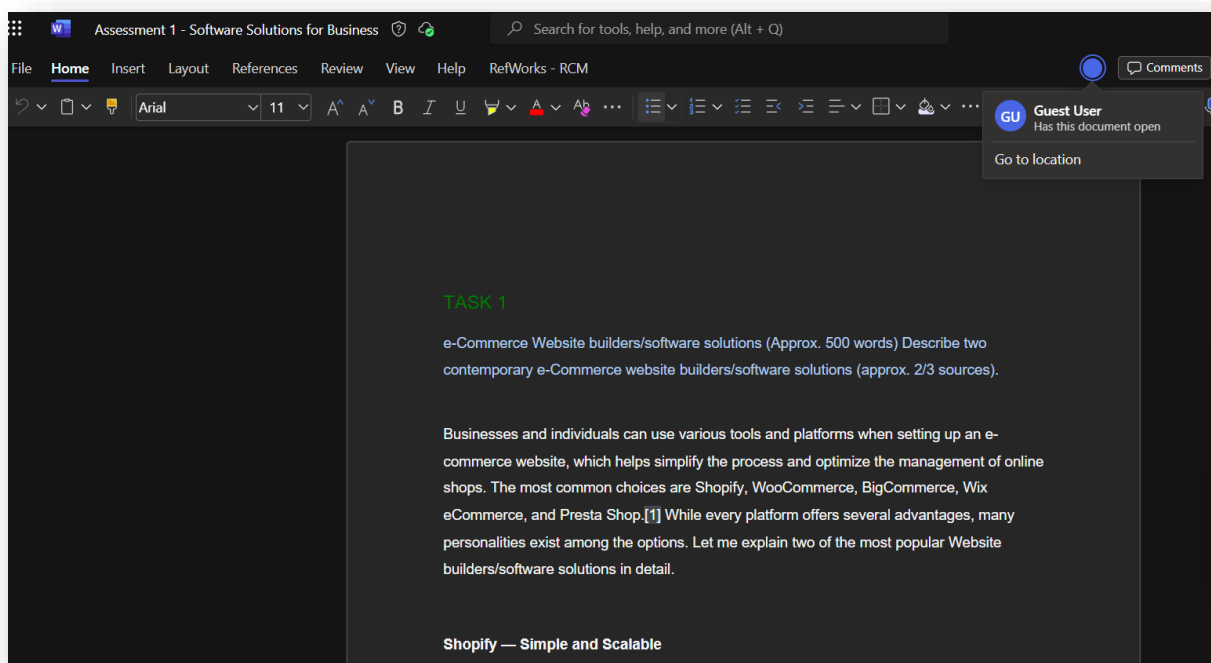 Assessment 1 - Software Solutions for Business
Search for tools, help, and more (Alt + Q)
File Home Insert Layout References Review View Help RefWorks - RCM
Comments
Arial 11
GU Guest User
Has this document open
Go to location
TASK 1
e-Commerce Website builders/software solutions (Approx. 500 words) Describe two
contemporary e-Commerce website builders/software solutions (approx. 2/3 sources).
Businesses and individuals can use various tools and platforms when setting up an e-
commerce website, which helps simplify the process and optimize the management of online
shops. The most common choices are Shopify, WooCommerce, BigCommerce, Wix
eCommerce, and Presta Shop.[1] While every platform offers several advantages, many
personalities exist among the options. Let me explain two of the most popular Website
builders/software solutions in detail.
Shopify — Simple and Scalable